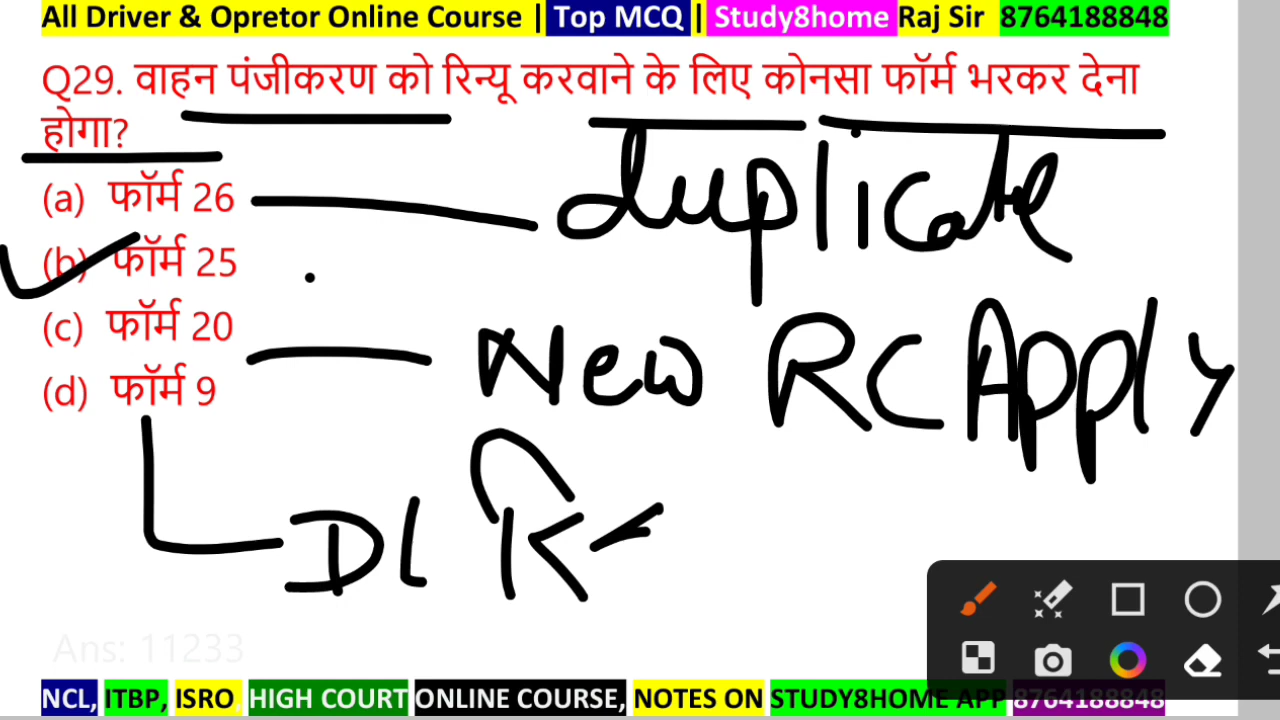 All Driver & Opretor Online Course | Top MCQ | Study8home Raj Sir 8764188848
Q29. वाहन पंजीकरण को रिन्यू करवाने के लिए कोनसा फॉर्म भरकर देना
होगा?
(a) फॉर्म 26 duplicate
(b) फॉर्म 25
(c) फॉर्म 20 New RC Apply
(d) फॉर्म 9
DL
Ans: 11233
NCL, ITBP, ISRO, HIGH COURT ONLINE COURSE, NOTES ON STUDY8HOME APP 8764188848